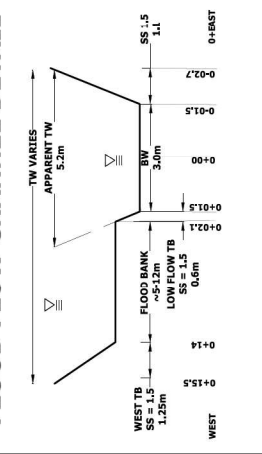 TW VARIES
APPARENT TW
5.2m
SS 1.5
1.1
BW
3.0m
FLOOD BANK
~5-12m
LOW FLOW TB
SS = 1.5
0.6m
WEST TB
SS = 1.5
1.25m
WEST
0+15.5
0+14
0+02.1
0+01.5
0+00
0-01.5
0-02.7
0+EAST